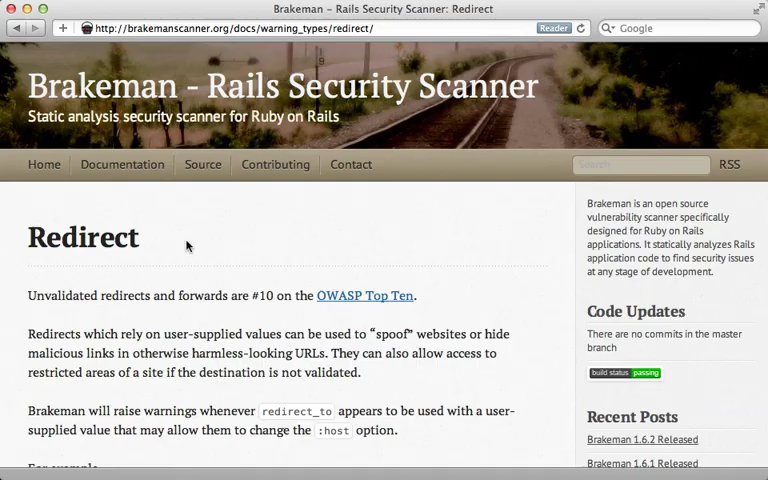 Brakeman – Rails Security Scanner: Redirect
http://brakemanscanner.org/docs/warning_types/redirect/
Reader
Google
Brakeman - Rails Security Scanner
Static analysis security scanner for Ruby on Rails
Home Documentation Source Contributing Contact
Search
RSS
Redirect
Unvalidated redirects and forwards are #10 on the OWASP Top Ten.
Redirects which rely on user-supplied values can be used to “spoof” websites or hide
malicious links in otherwise harmless-looking URLs. They can also allow access to
restricted areas of a site if the destination is not validated.
Brakeman will raise warnings whenever redirect_to appears to be used with a user-
supplied value that may allow them to change the :host option.
For example
Brakeman is an open source
vulnerability scanner specifically
designed for Ruby on Rails
applications. It statically analyzes Rails
application code to find security issues
at any stage of development.
Code Updates
There are no commits in the master
branch
build status passing
Recent Posts
Brakeman 1.6.2 Released
Brakeman 1.6.1 Released